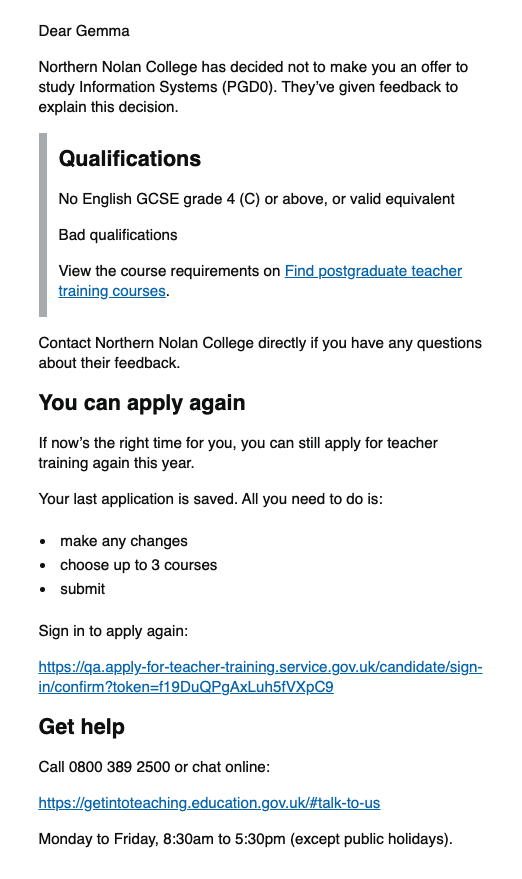 Dear Gemma
Northern Nolan College has decided not to make you an offer to
study Information Systems (PGD0). They’ve given feedback to
explain this decision.
Qualifications
No English GCSE grade 4 (C) or above, or valid equivalent
Bad qualifications
View the course requirements on Find postgraduate teacher
training courses.
Contact Northern Nolan College directly if you have any questions
about their feedback.
You can apply again
If now’s the right time for you, you can still apply for teacher
training again this year.
Your last application is saved. All you need to do is:
• make any changes
• choose up to 3 courses
• submit
Sign in to apply again:
https://qa.apply-for-teacher-training.service.gov.uk/candidate/sign-
in/confirm?token=f19DuQPgAxLuh5fVXpC9
Get help
Call 0800 389 2500 or chat online:
https://getintoteaching.education.gov.uk/#talk-to-us
Monday to Friday, 8:30am to 5:30pm (except public holidays).